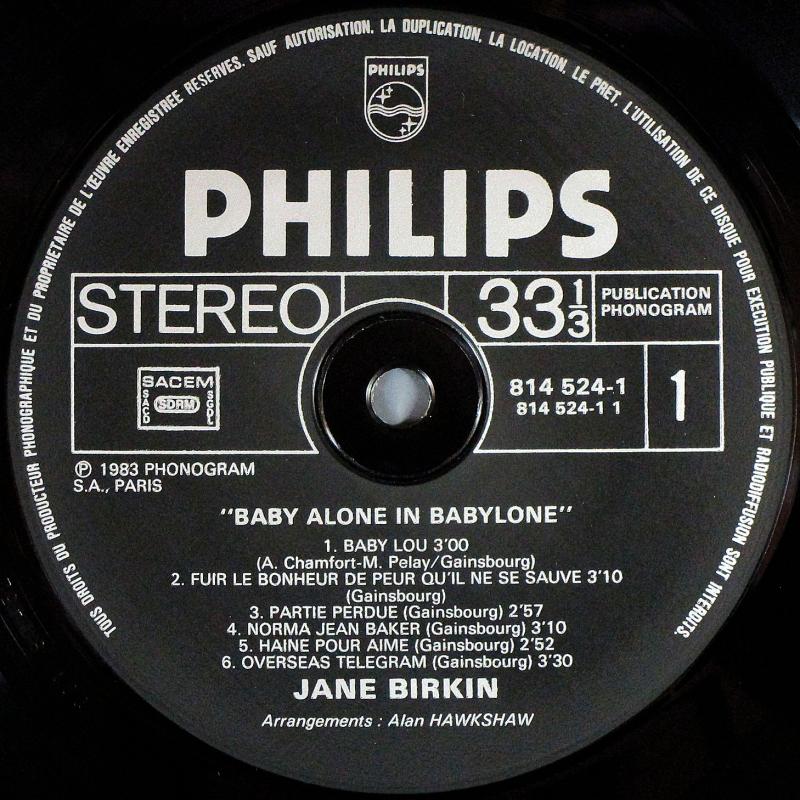 TOUS DROITS DU PRODUCTEUR PHONOGRAPHIQUE ET DU PROPRIETAIRE DE L'ŒUVRE ENREGISTREE RESERVES. SAUF AUTORISATION, LA DUPLICATION, LA LOCATION, LE PRET, L'UTILISATION DE CE DISQUE POUR EXECUTION PUBLIQUE ET RADIODIFFUSION SONT INTERDITS.
PHILIPS
PHILIPS
STEREO
33 1/3
PUBLICATION
PHONOGRAM
SACEM
SACD
SDRM
SGDL
814 524-1
814 524-1 1
1
℗ 1983 PHONOGRAM
S.A., PARIS
"BABY ALONE IN BABYLONE"
1. BABY LOU 3'00
(A. Chamfort-M. Pelay/Gainsbourg)
2. FUIR LE BONHEUR DE PEUR QU'IL NE SE SAUVE 3'10
(Gainsbourg)
3. PARTIE PERDUE (Gainsbourg) 2'57
4. NORMA JEAN BAKER (Gainsbourg) 3'10
5. HAINE POUR AIME (Gainsbourg) 2'52
6. OVERSEAS TELEGRAM (Gainsbourg) 3'30
JANE BIRKIN
Arrangements : Alan HAWKSHAW